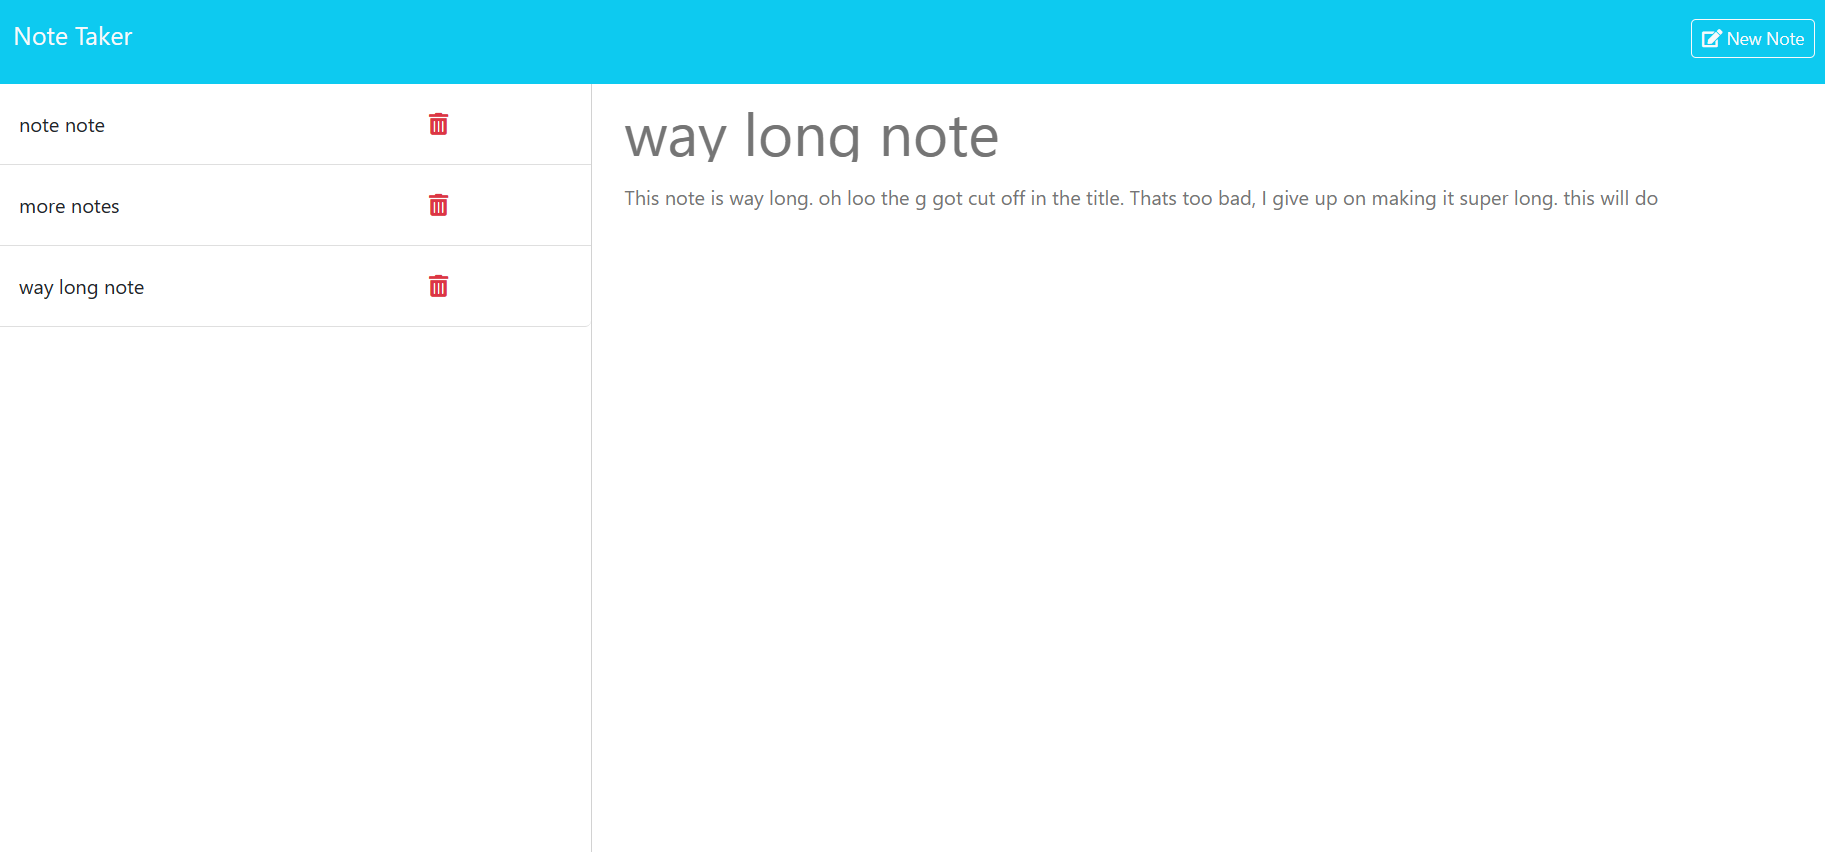 Note Taker
New Note
note note
more notes
way long note
way long note
This note is way long. oh loo the g got cut off in the title. Thats too bad, I give up on making it super long. this will do